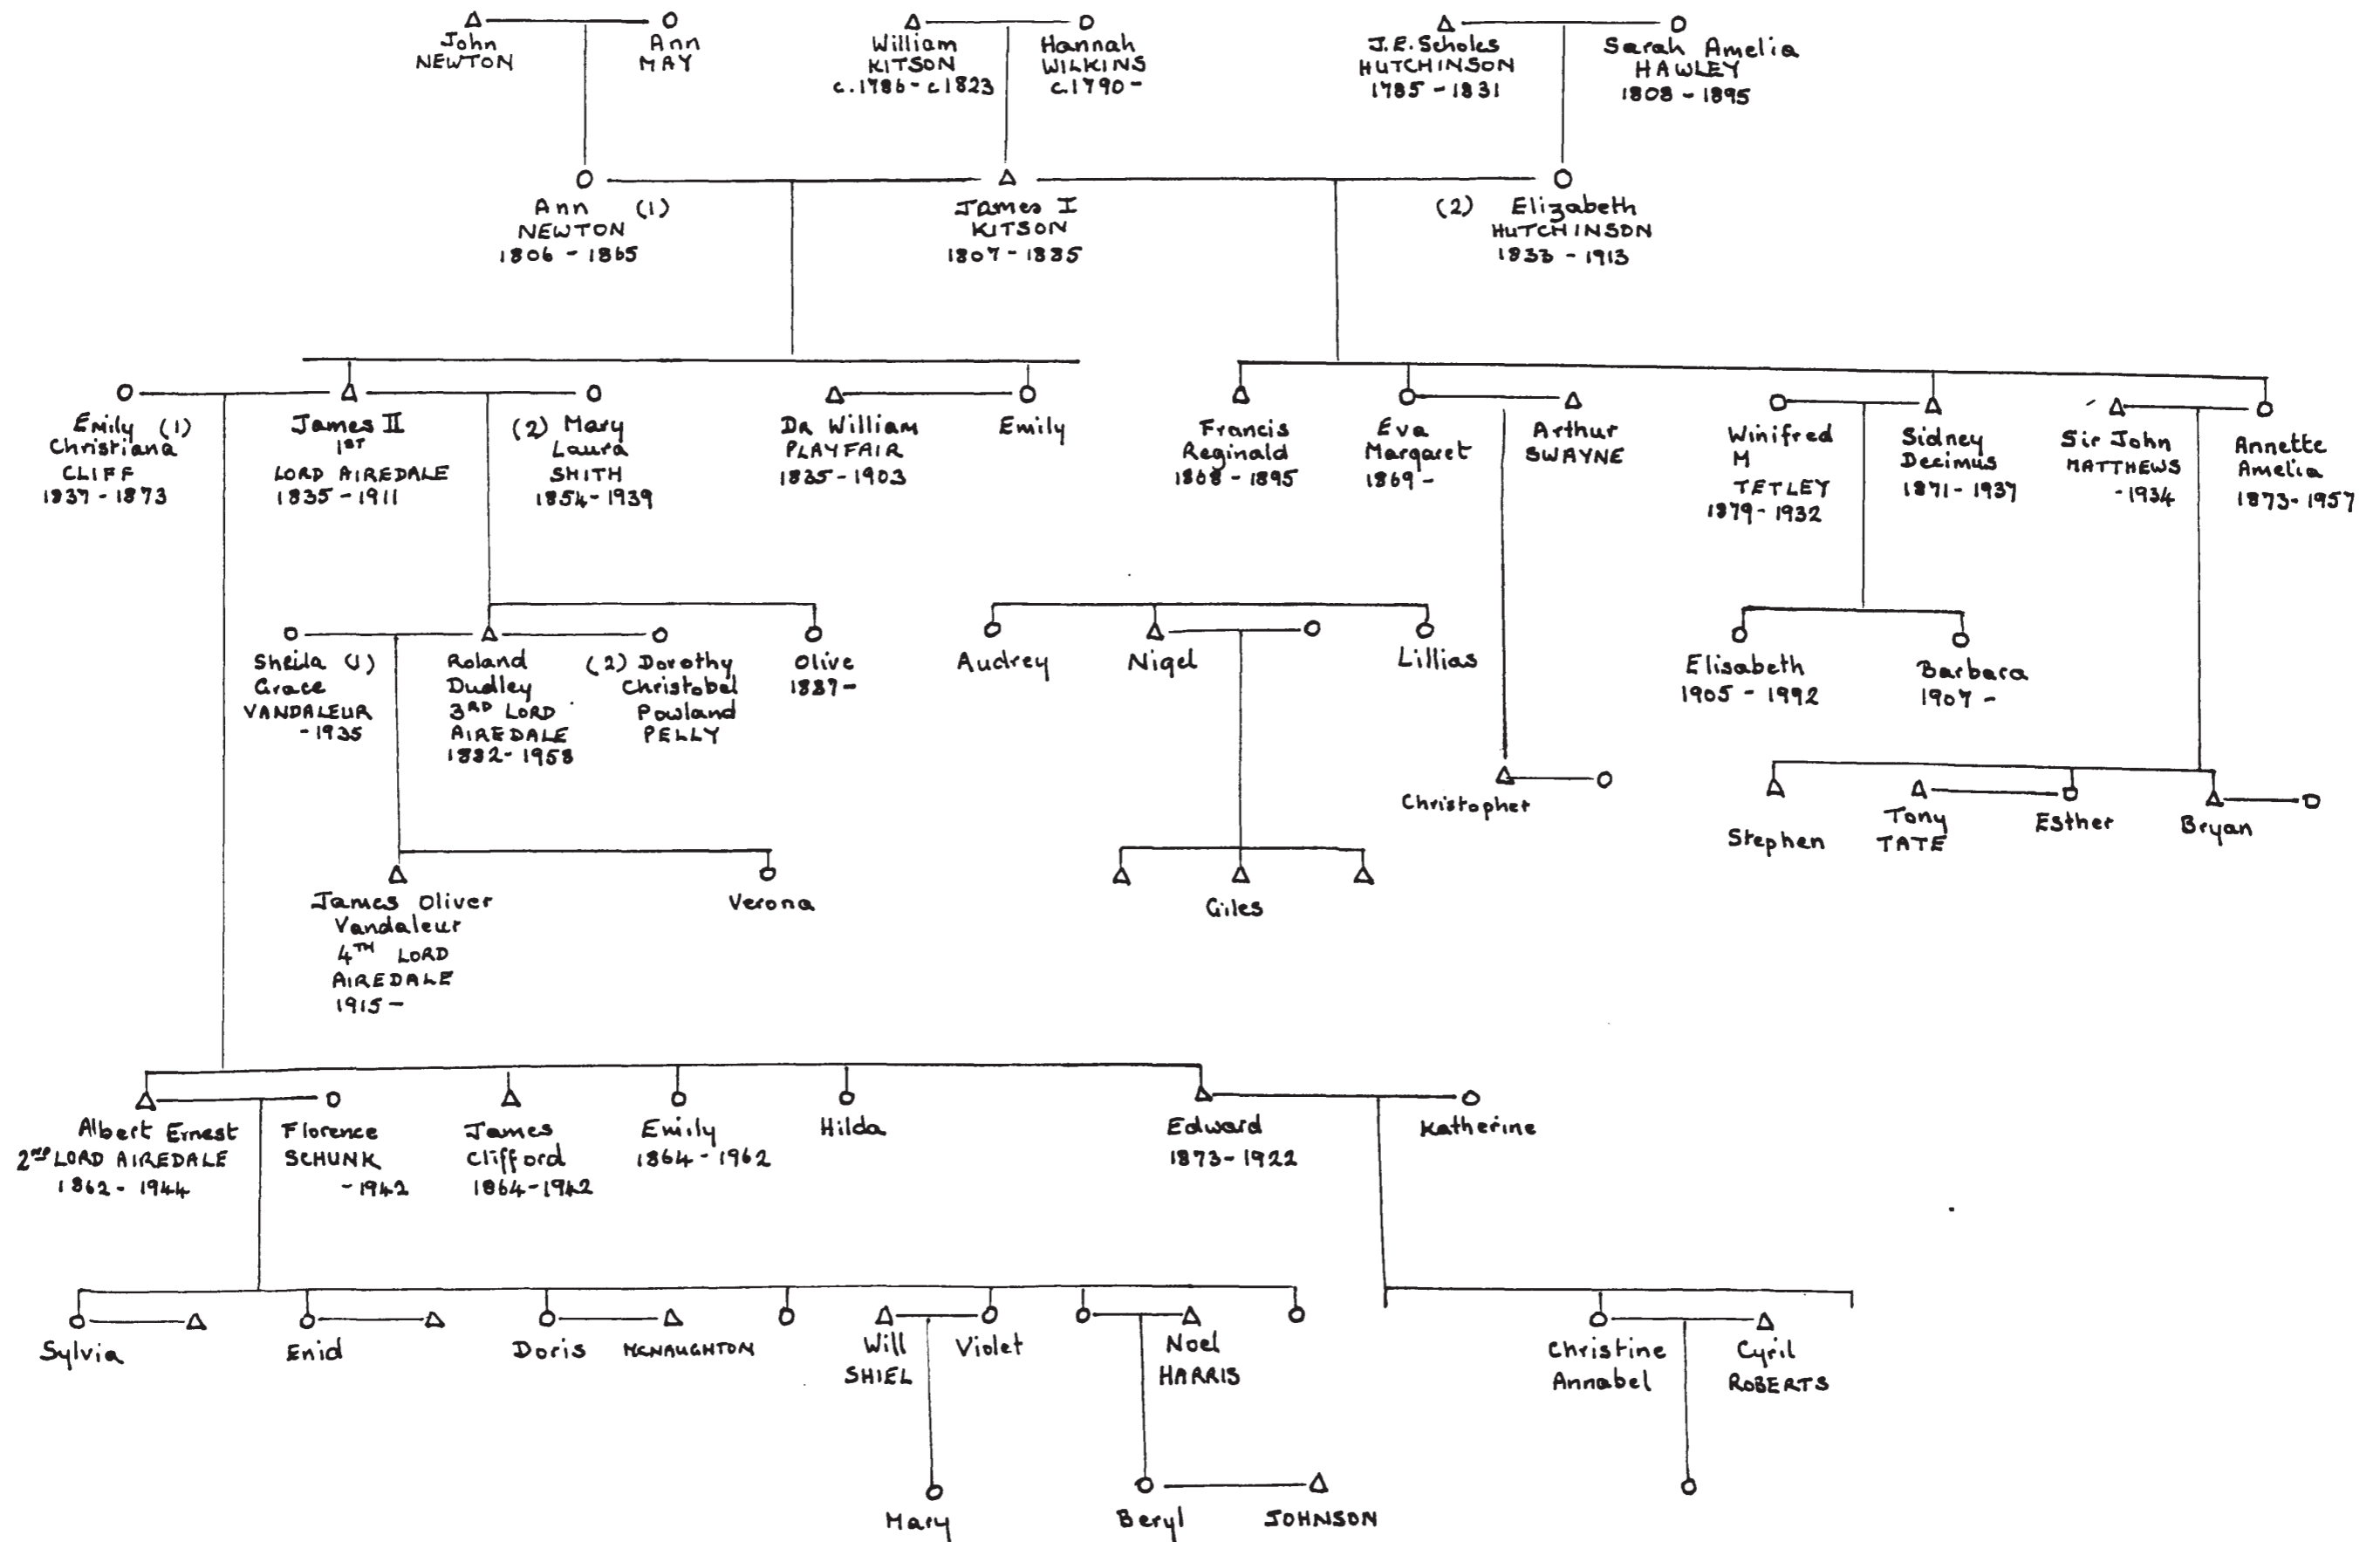 John
NEWTON
Ann
MAY
William
KITSON
c.1786 - c1823
Hannah
WILKINS
c.1790 -
J.E. Scholes
HUTCHINSON
1785 - 1831
Sarah Amelia
HAWLEY
1808 - 1895
Ann (1)
NEWTON
1806 - 1865
James I
KITSON
1807 - 1885
(2) Elizabeth
HUTCHINSON
1833 - 1913
Emily (1)
Christiana
CLIFF
1837 - 1873
James II
1ST
LORD AIREDALE
1835 - 1911
(2) Mary
Laura
SMITH
1854 - 1939
DR William
PLAYFAIR
1835 - 1903
Emily
Francis
Reginald
1868 - 1895
Eva
Margaret
1869 -
Arthur
SWAYNE
Winifred
M
TETLEY
1879 - 1932
Sidney
Decimus
1871 - 1937
Sir John
MATTHEWS
- 1934
Annette
Amelia
1873 - 1957
Sheila (1)
Grace
VANDALEUR
- 1935
Roland
Dudley
3RD LORD
AIREDALE
1882 - 1958
(2) Dorothy
Christobel
Powland
PELLY
Olive
1887 -
Audrey
Nigel
Lillias
Elisabeth
1905 - 1992
Barbara
1907 -
Christopher
Stephen
Tony
TATE
Esther
Bryan
James Oliver
Vandaleur
4TH LORD
AIREDALE
1915 -
Verona
Giles
Albert Ernest
2ND LORD AIREDALE
1862 - 1944
Florence
SCHUNK
- 1942
James
Clifford
1864 - 1942
Emily
1864 - 1962
Hilda
Edward
1873 - 1922
Katherine
Sylvia
Enid
Doris
MCNAUGHTON
Will
SHIEL
Violet
Noel
HARRIS
Christine
Annabel
Cyril
ROBERTS
Mary
Beryl
JOHNSON